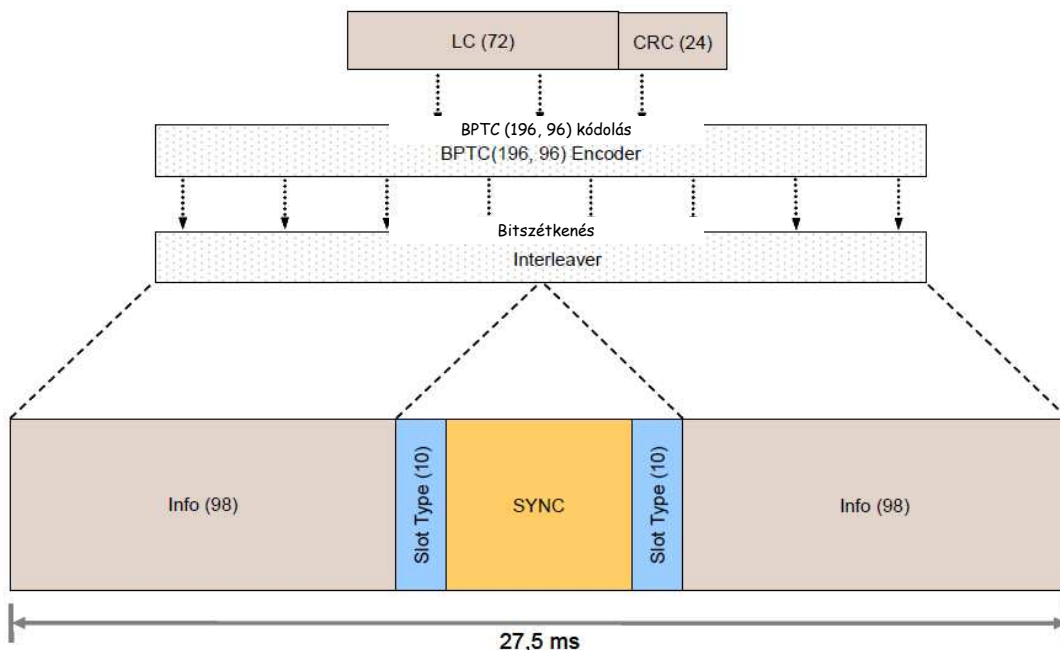 LC (72)
CRC (24)
BPTC (196, 96) kódolás
BPTC(196, 96) Encoder
Bitszétkenés
Interleaver
Info (98)
Slot Type (10)
SYNC
Slot Type (10)
Info (98)
27,5 ms